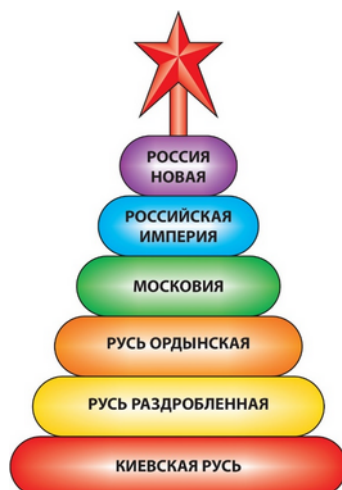 РОССИЯ
НОВАЯ
РОССИЙСКАЯ
ИМПЕРИЯ
МОСКОВИЯ
РУСЬ ОРДЫНСКАЯ
РУСЬ РАЗДРОБЛЕННАЯ
КИЕВСКАЯ РУСЬ